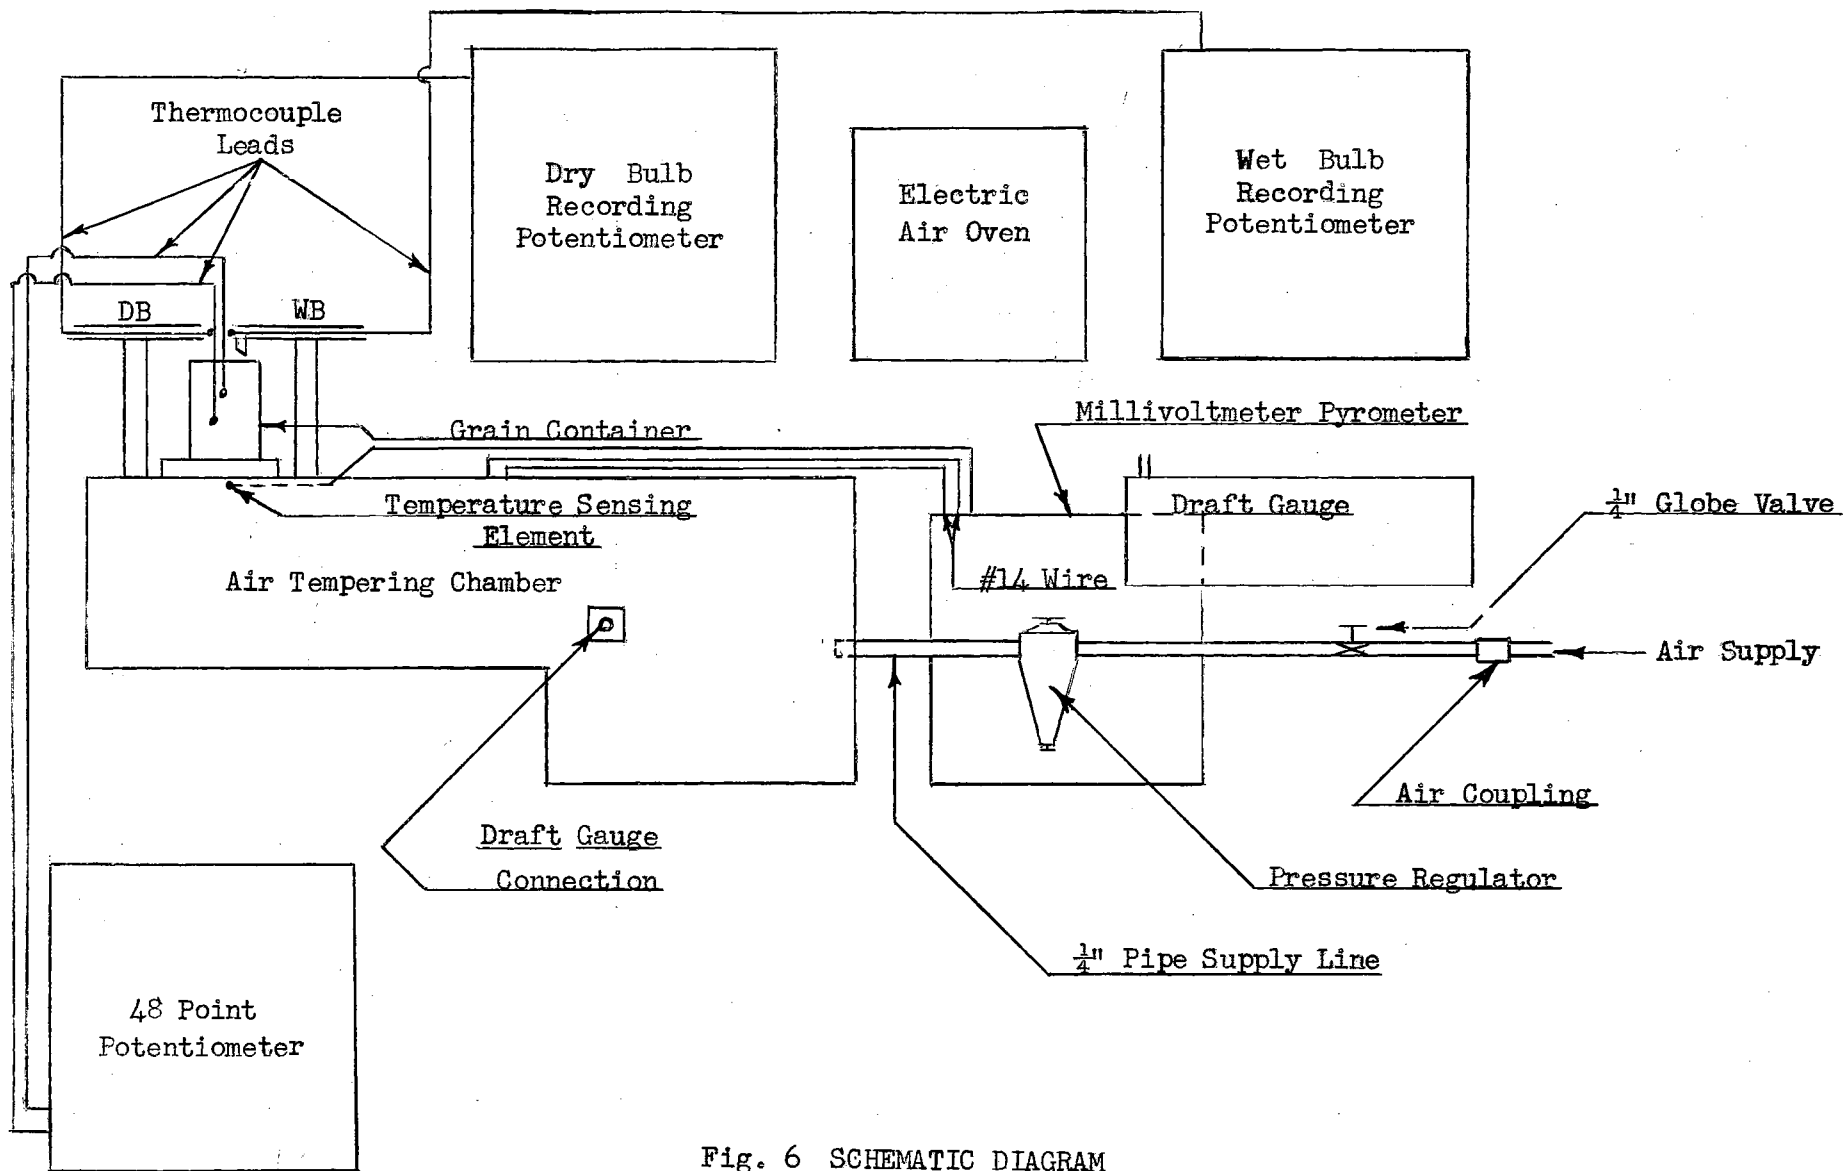 Thermocouple
Leads
Dry Bulb
Recording
Potentiometer
Electric
Air Oven
Wet Bulb
Recording
Potentiometer
DB
WB
Grain Container
Millivoltmeter Pyrometer
Temperature Sensing
Element
Draft Gauge
1/4" Globe Valve
Air Tempering Chamber
#14 Wire
Air Supply
Air Coupling
Draft Gauge
Connection
Pressure Regulator
1/4" Pipe Supply Line
48 Point
Potentiometer
Fig. 6 SCHEMATIC DIAGRAM